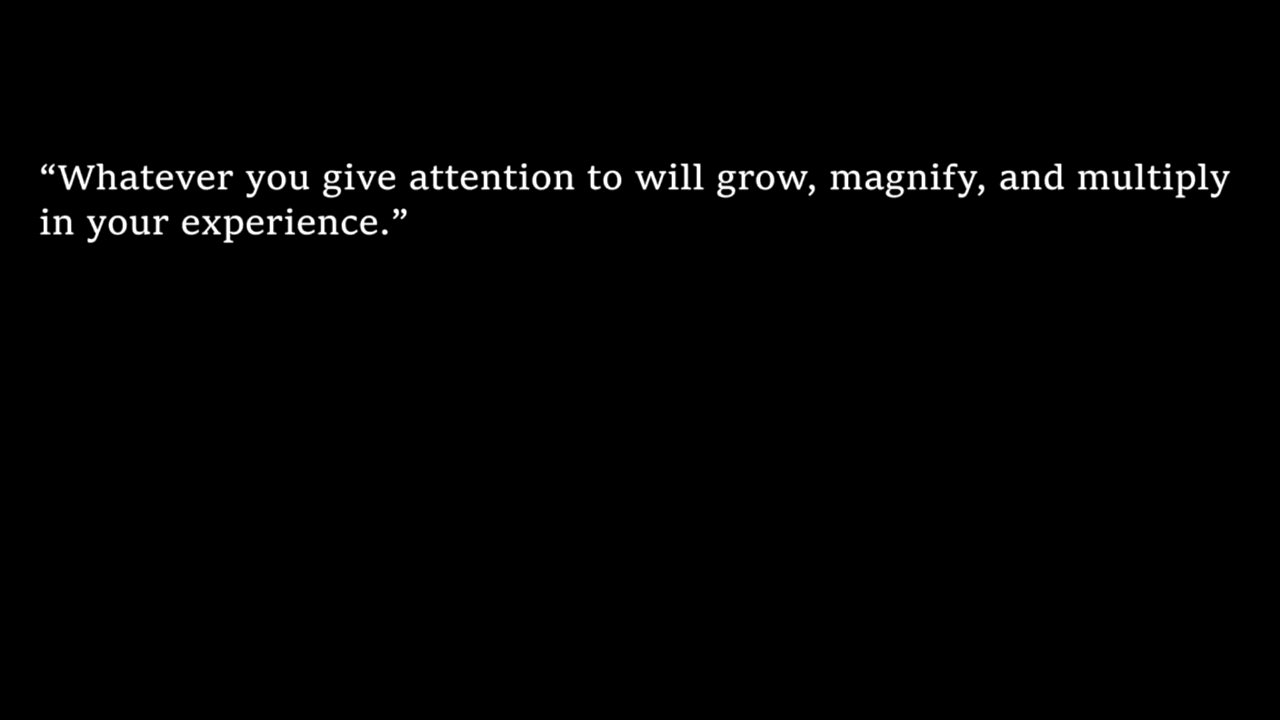 “Whatever you give attention to will grow, magnify, and multiply
in your experience.”